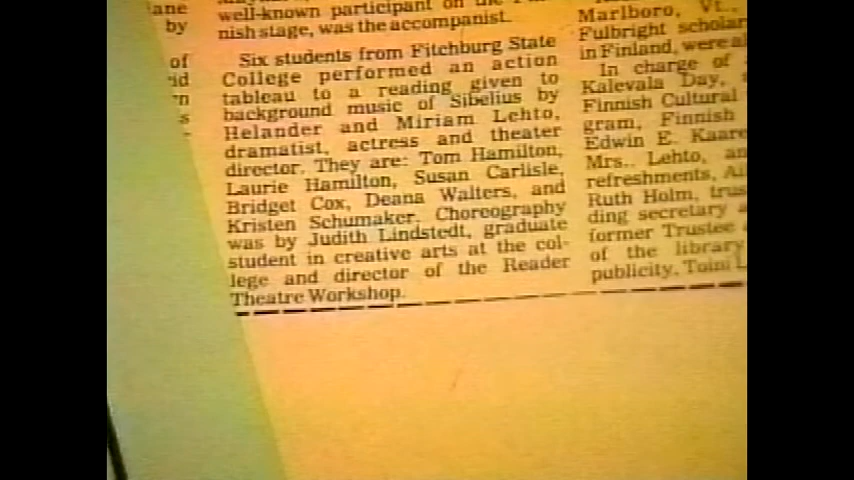 ane
by
of
id
well-known participant on the
nish stage, was the accompanist.
Six students from Fitchburg State
College performed an action
tableau to a reading given to
background music of Sibelius by
Helander and Miriam Lehto,
dramatist, actress and theater
director. They are: Tom Hamilton,
Laurie Hamilton, Susan Carlisle,
Bridget Cox, Deana Walters, and
Kristen Schumaker. Choreography
was by Judith Lindstedt, graduate
student in creative arts at the col-
lege and director of the Reader
Theatre Workshop.
Marlboro, Vt.,
Fulbright scholar
in Finland, were al
In charge of
Kalevala Day,
Finnish Cultural
gram, Finnish
Edwin E. Kaare
Mrs.. Lehto, an
refreshments,
Ruth Holm, trus
ding secretary a
former Trustee
of the library
publicity, Toini L